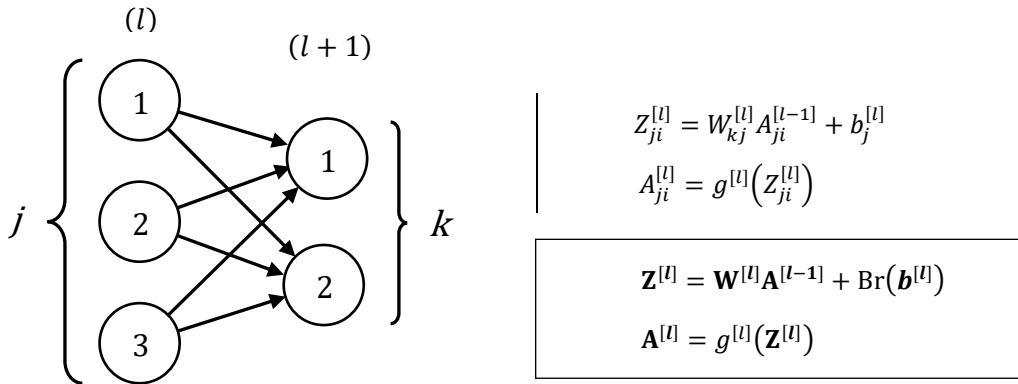 (l)
(l + 1)
j
1
2
3
1
2
k
Z_{ji}^{[l]} = W_{kj}^{[l]} A_{ji}^{[l−1]} + b_j^{[l]}
A_{ji}^{[l]} = g^{[l]}(Z_{ji}^{[l]})
Z^{[l]} = W^{[l]}A^{[l−1]} + Br(b^{[l]})
A^{[l]} = g^{[l]}(Z^{[l]})